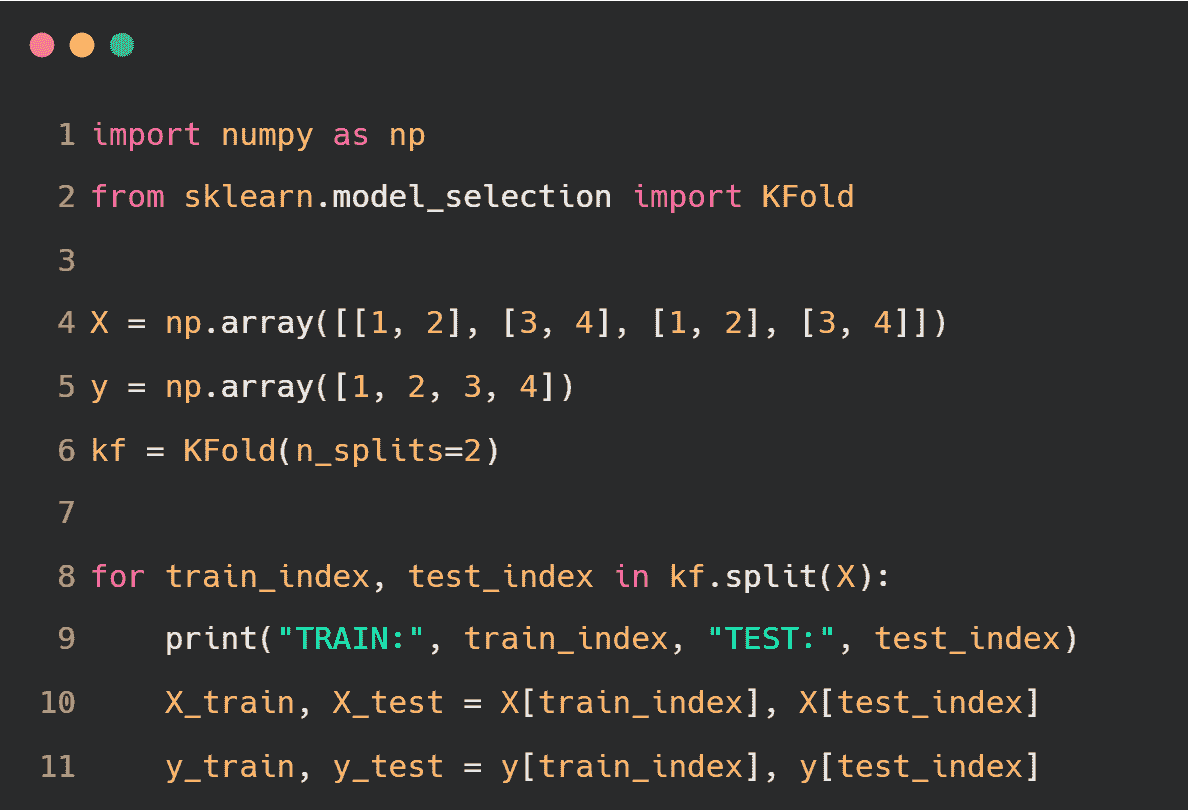 1 import numpy as np
2 from sklearn.model_selection import KFold
3
4 X = np.array([[1, 2], [3, 4], [1, 2], [3, 4]])
5 y = np.array([1, 2, 3, 4])
6 kf = KFold(n_splits=2)
7
8 for train_index, test_index in kf.split(X):
9     print("TRAIN:", train_index, "TEST:", test_index)
10     X_train, X_test = X[train_index], X[test_index]
11     y_train, y_test = y[train_index], y[test_index]